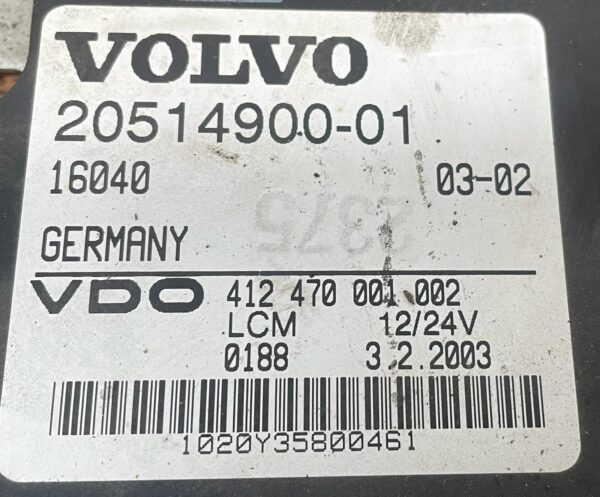 VOLVO
20514900-01
16040 03-02
2375
GERMANY
VDO 412 470 001 002
LCM 12/24V
0188 3 2.2003
1020Y35800461